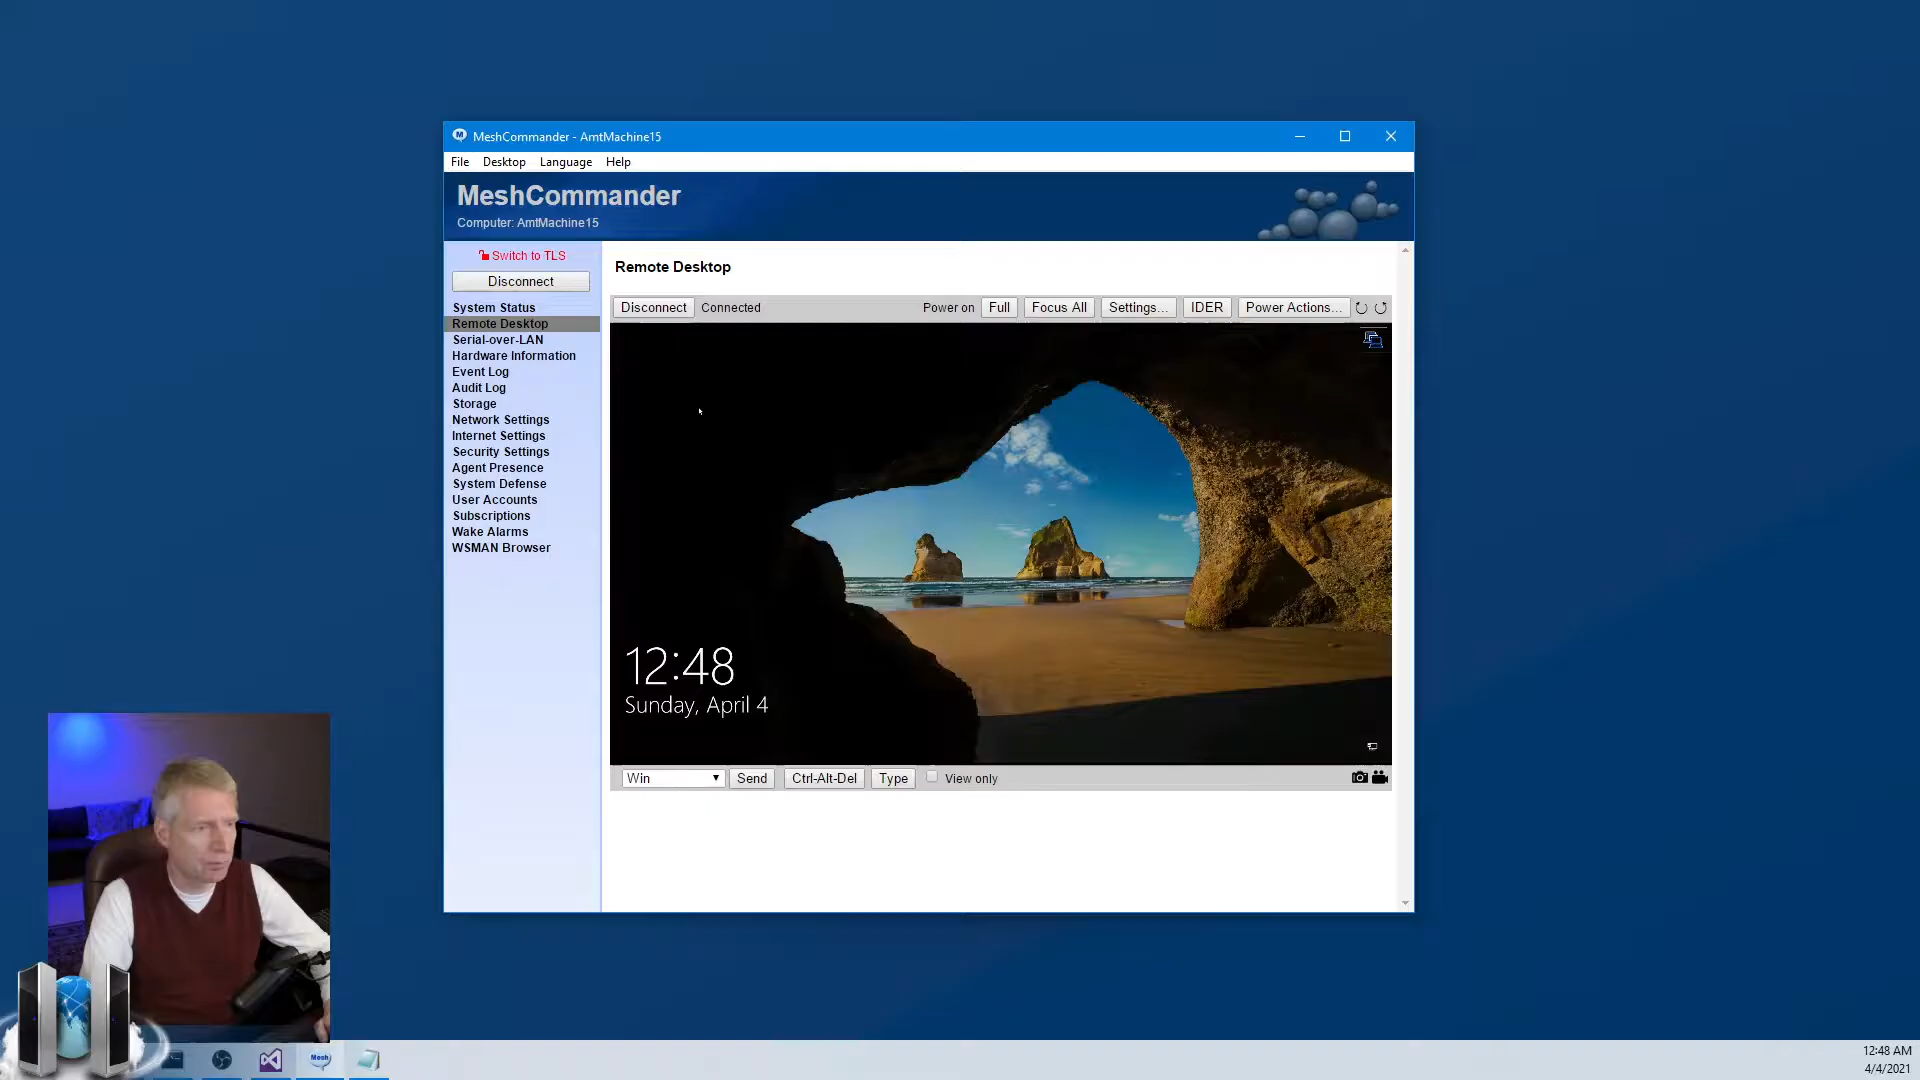 MeshCommander - AmtMachine15
File Desktop Language Help
MeshCommander
Computer: AmtMachine15
Switch to TLS
Disconnect
System Status
Remote Desktop
Serial-over-LAN
Hardware Information
Event Log
Audit Log
Storage
Network Settings
Internet Settings
Security Settings
Agent Presence
System Defense
User Accounts
Subscriptions
Wake Alarms
WSMAN Browser
Remote Desktop
Disconnect Connected Power on Full Focus All Settings... IDER Power Actions...
12:48
Sunday, April 4
Win Send Ctrl-Alt-Del Type View only
Mesh
12:48 AM
4/4/2021